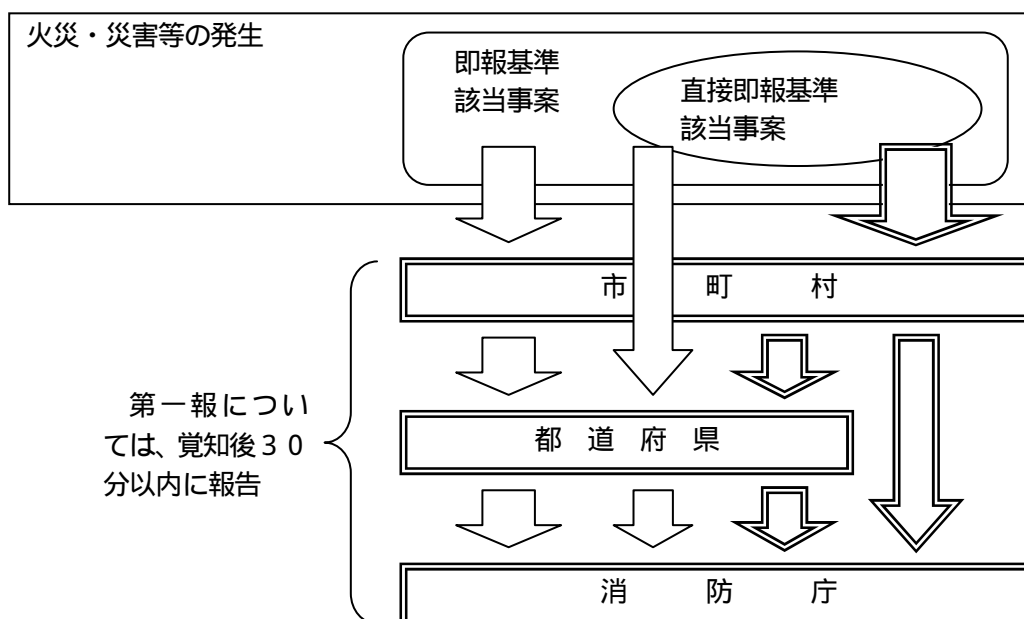 火災・災害等の発生
即報基準
該当事案
直接即報基準
該当事案
市 町 村
第一報につい
ては、覚知後３０
分以内に報告
都 道 府 県
消 防 庁